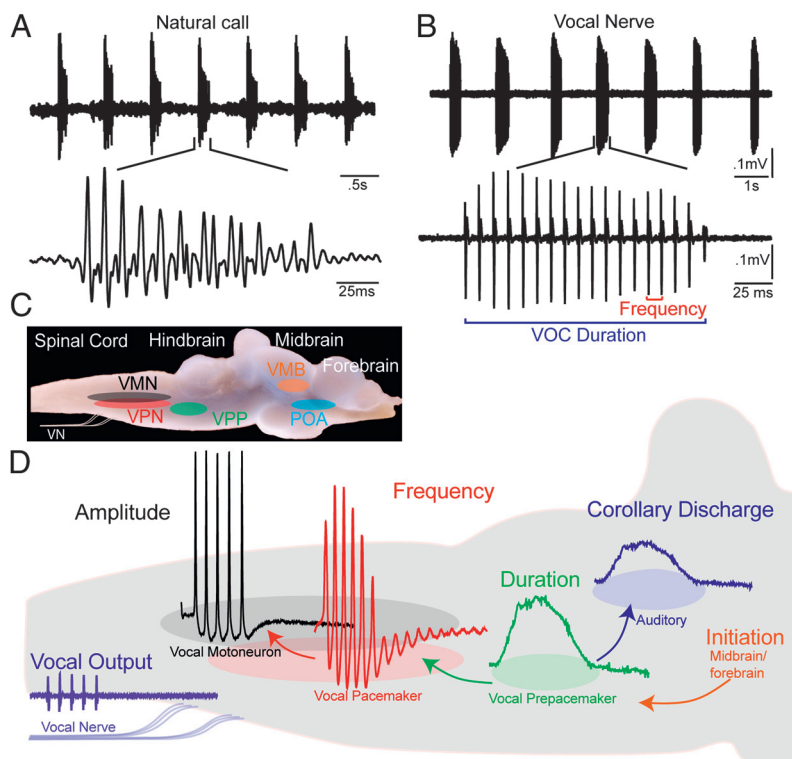 A
Natural call
.5s
25ms
B
Vocal Nerve
.1mV
1s
.1mV
25 ms
Frequency
VOC Duration
C
Spinal Cord
Hindbrain
Midbrain
Forebrain
VMN
VMB
VPN
VPP
POA
VN
D
Amplitude
Frequency
Corollary Discharge
Duration
Auditory
Initiation
Midbrain/
forebrain
Vocal Motoneuron
Vocal Output
Vocal Pacemaker
Vocal Prepacemaker
Vocal Nerve